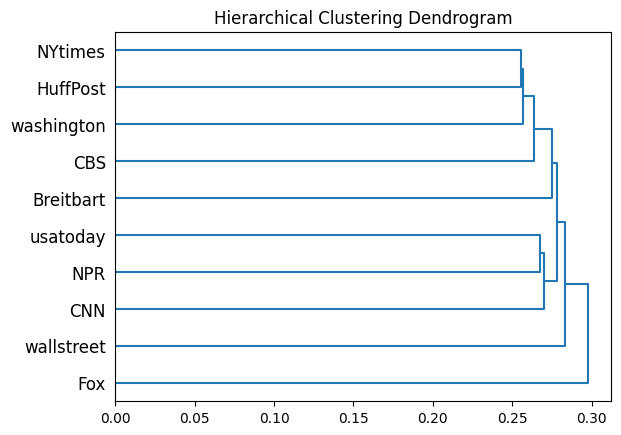 Hierarchical Clustering Dendrogram
NYtimes
HuffPost
washington
CBS
Breitbart
usatoday
NPR
CNN
wallstreet
Fox
0.00 0.05 0.10 0.15 0.20 0.25 0.30